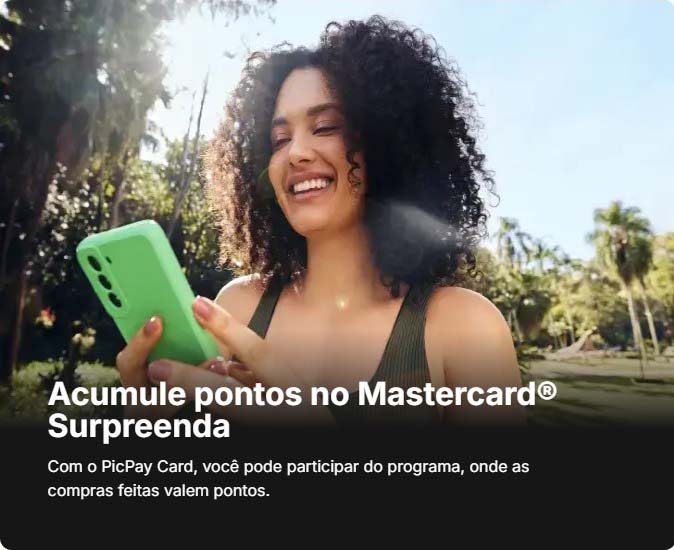 Acumule pontos no Mastercard®
Surpreenda
Com o PicPay Card, você pode participar do programa, onde as
compras feitas valem pontos.